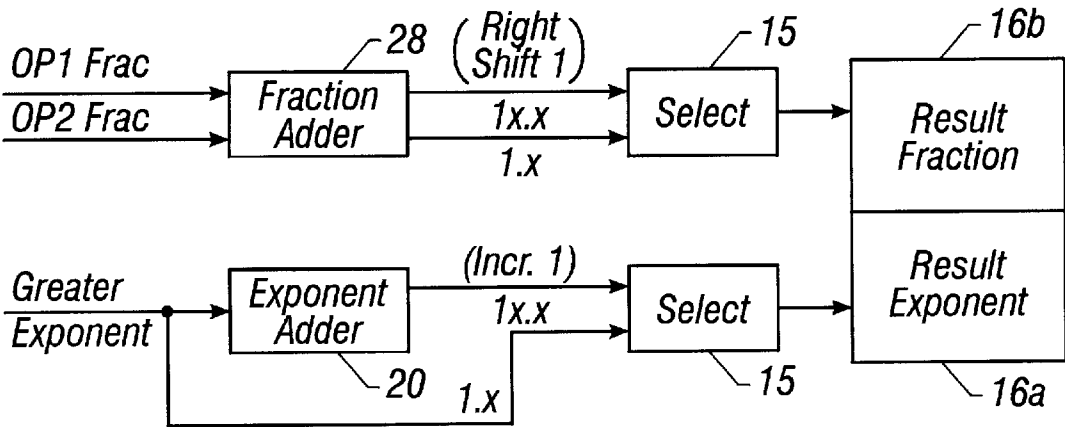 OP1 Frac
OP2 Frac
28
Fraction
Adder
(Right
Shift 1)
1x.x
1.x
15
Select
16b
Result
Fraction
Greater
Exponent
Exponent
Adder
20
(Incr. 1)
1x.x
1.x
Select
15
Result
Exponent
16a